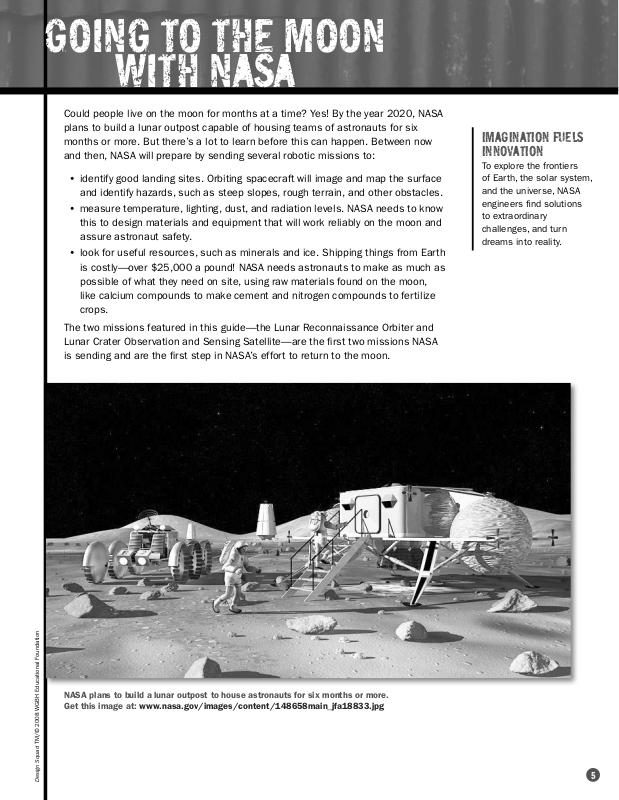 GOING TO THE MOON
WITH NASA
Could people live on the moon for months at a time? Yes! By the year 2020, NASA
plans to build a lunar outpost capable of housing teams of astronauts for six
months or more. But there's a lot to learn before this can happen. Between now
and then, NASA will prepare by sending several robotic missions to:
• identify good landing sites. Orbiting spacecraft will image and map the surface
and identify hazards, such as steep slopes, rough terrain, and other obstacles.
• measure temperature, lighting, dust, and radiation levels. NASA needs to know
this to design materials and equipment that will work reliably on the moon and
assure astronaut safety.
• look for useful resources, such as minerals and ice. Shipping things from Earth
is costly—over $25,000 a pound! NASA needs astronauts to make as much as
possible of what they need on site, using raw materials found on the moon,
like calcium compounds to make cement and nitrogen compounds to fertilize
crops.
The two missions featured in this guide—the Lunar Reconnaissance Orbiter and
Lunar Crater Observation and Sensing Satellite—are the first two missions NASA
is sending and are the first step in NASA's effort to return to the moon.
IMAGINATION FUELS
INNOVATION
To explore the frontiers
of Earth, the solar system,
and the universe, NASA
engineers find solutions
to extraordinary
challenges, and turn
dreams into reality.
NASA plans to build a lunar outpost to house astronauts for six months or more.
Get this image at: www.nasa.gov/images/content/148658main_jfa18833.jpg
Design Squad TM/© 2008 WGBH Educational Foundation
5